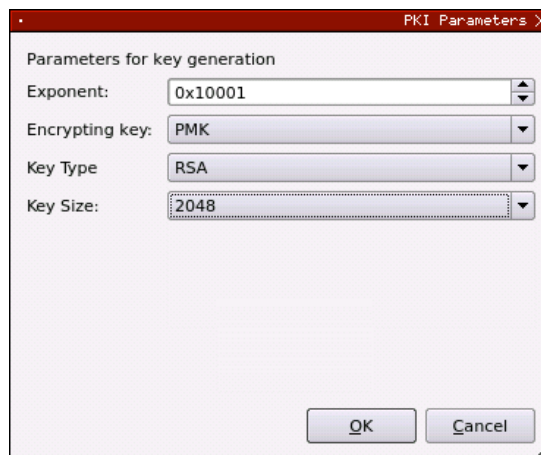 PKI Parameters
Parameters for key generation
Exponent: 0x10001
Encrypting key: PMK
Key Type RSA
Key Size: 2048
OK Cancel